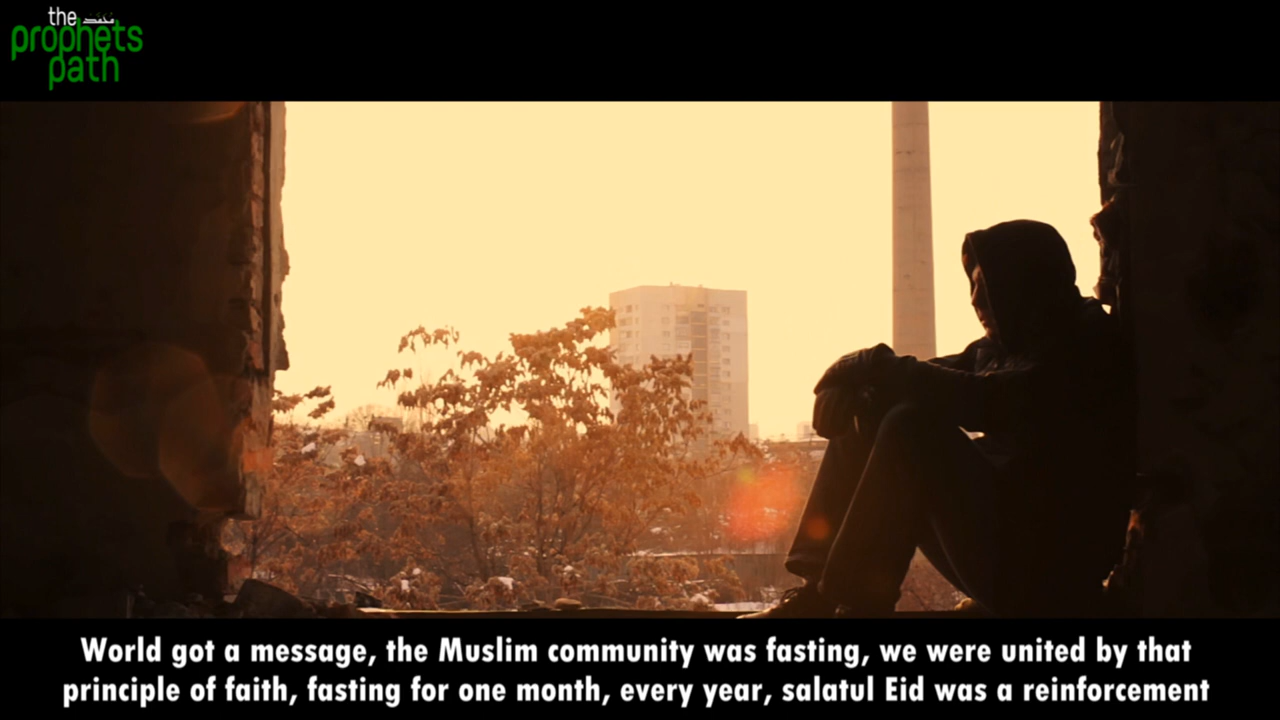 the محمد
prophets
path
World got a message, the Muslim community was fasting, we were united by that
principle of faith, fasting for one month, every year, salatul Eid was a reinforcement